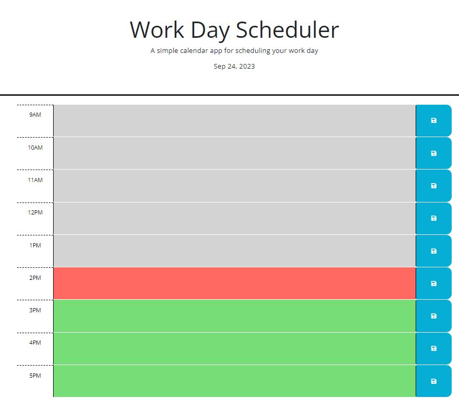 Work Day Scheduler
A simple calendar app for scheduling your work day
Sep 24, 2023
9AM
10AM
11AM
12PM
1PM
2PM
3PM
4PM
5PM